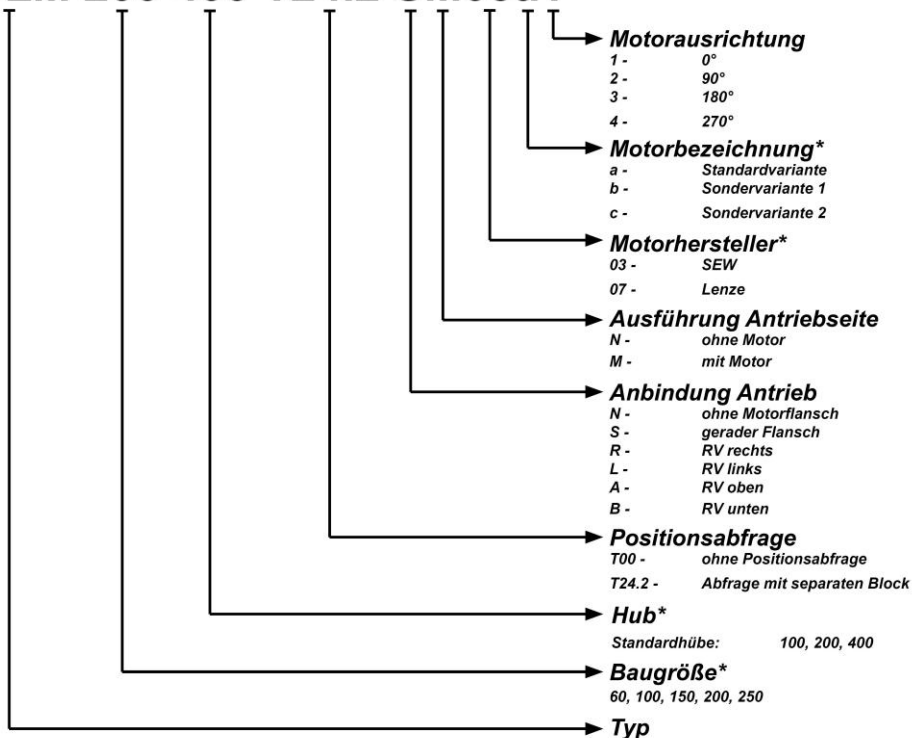 Motorausrichtung
1 - 0°
2 - 90°
3 - 180°
4 - 270°
Motorbezeichnung*
a - Standardvariante
b - Sondervariante 1
c - Sondervariante 2
Motorhersteller*
03 - SEW
07 - Lenze
Ausführung Antriebseite
N - ohne Motor
M - mit Motor
Anbindung Antrieb
N - ohne Motorflansch
S - gerader Flansch
R - RV rechts
L - RV links
A - RV oben
B - RV unten
Positionsabfrage
T00 - ohne Positionsabfrage
T24.2 - Abfrage mit separaten Block
Hub*
Standardhübe: 100, 200, 400
Baugröße*
60, 100, 150, 200, 250
Typ